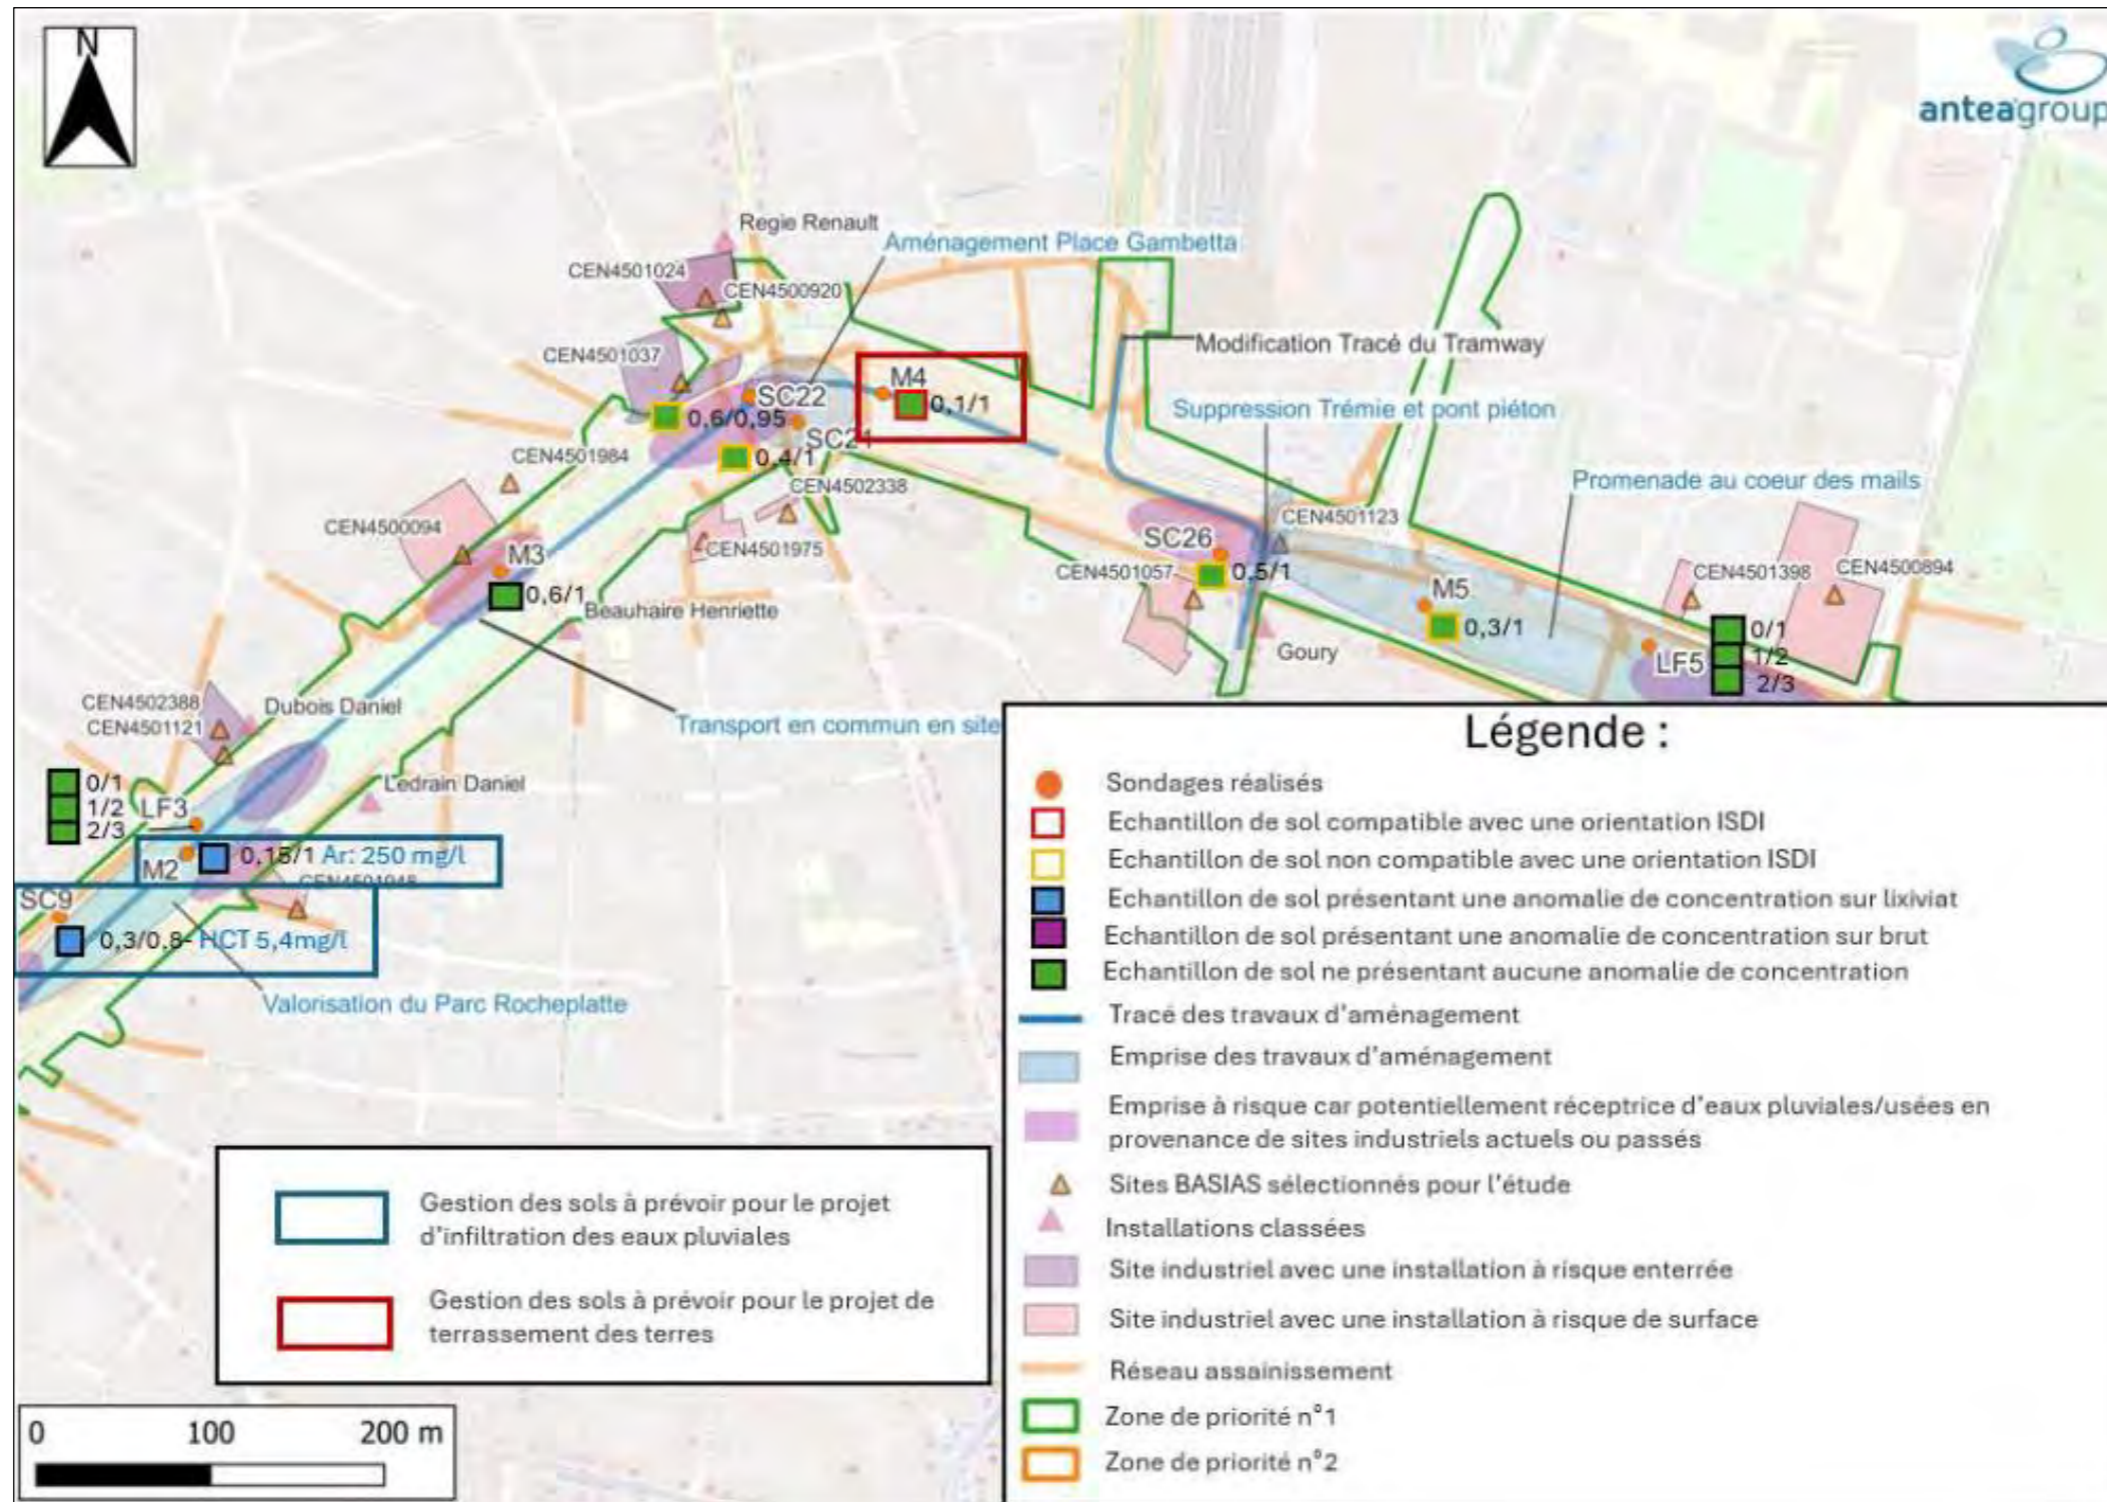 N
anteagroup
Regie Renault
Aménagement Place Gambetta
CEN4501024
CEN4500920
Modification Tracé du Tramway
CEN4501037
M4
0,1/1
SC22
0,6/0,95
SC21
0,4/1
Suppression Trémie et pont piéton
CEN4501984
CEN4502338
Promenade au coeur des mails
CEN4500094
CEN4501975
CEN4501123
SC26
M3
CEN4501057
0,5/1
CEN4501398
CEN4500894
0,6/1
Beauhaire Henriette
M5
0,3/1
Goury
LF5
0/1
1/2
2/3
CEN4502388
CEN4501121
Dubois Daniel
Transport en commun en site
Ledrain Daniel
0/1
1/2
2/3
LF3
M2
0,15/1 Ar: 250 mg/l
SC9
0,3/0.8- HCT 5,4mg/l
Valorisation du Parc Rocheplatte
Légende :
Sondages réalisés
Echantillon de sol compatible avec une orientation ISDI
Echantillon de sol non compatible avec une orientation ISDI
Echantillon de sol présentant une anomalie de concentration sur lixiviat
Echantillon de sol présentant une anomalie de concentration sur brut
Echantillon de sol ne présentant aucune anomalie de concentration
Tracé des travaux d'aménagement
Emprise des travaux d'aménagement
Emprise à risque car potentiellement réceptrice d'eaux pluviales/usées en
provenance de sites industriels actuels ou passés
Sites BASIAS sélectionnés pour l'étude
Installations classées
Site industriel avec une installation à risque enterrée
Site industriel avec une installation à risque de surface
Réseau assainissement
Zone de priorité n°1
Zone de priorité n°2
Gestion des sols à prévoir pour le projet
d'infiltration des eaux pluviales
Gestion des sols à prévoir pour le projet de
terrassement des terres
0 100 200 m